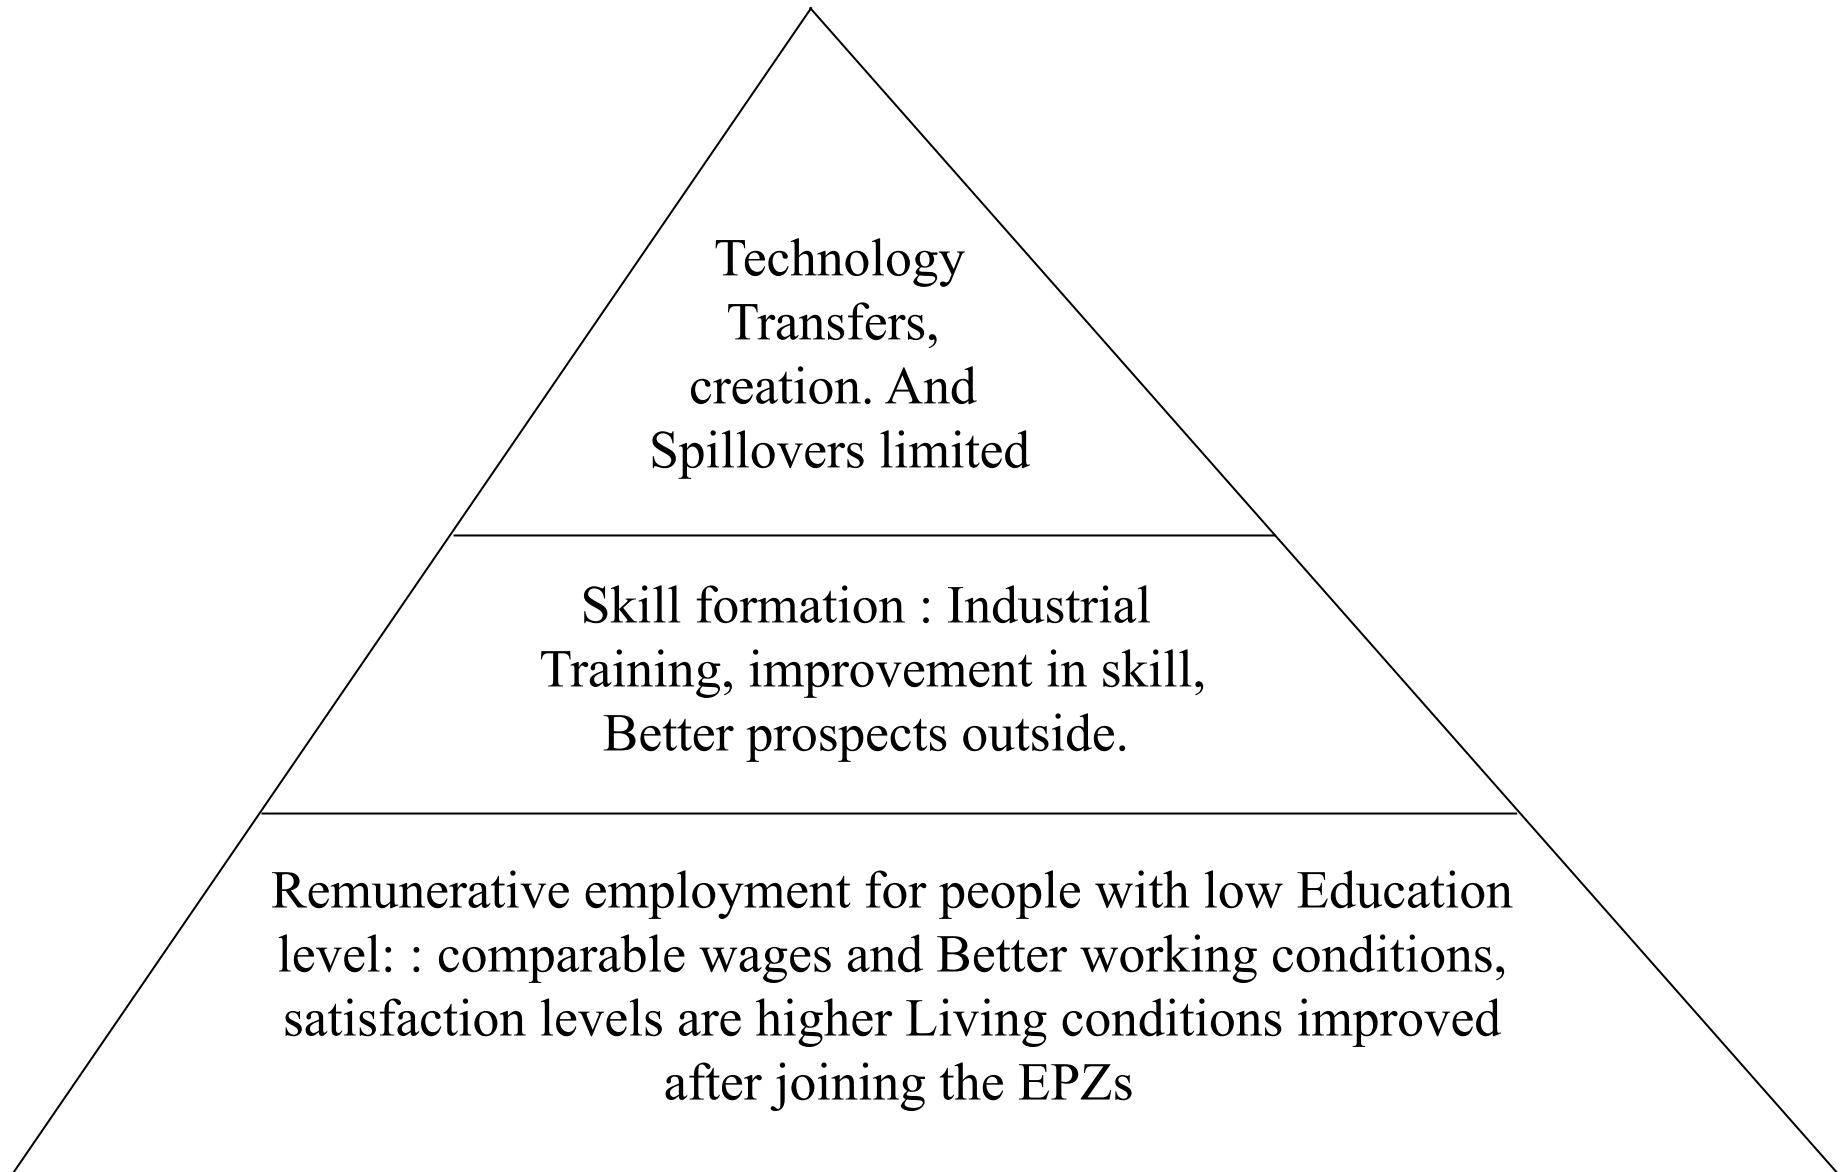 Technology
Transfers,
creation. And
Spillovers limited
Skill formation : Industrial
Training, improvement in skill,
Better prospects outside.
Remunerative employment for people with low Education
level: : comparable wages and Better working conditions,
satisfaction levels are higher Living conditions improved
after joining the EPZs